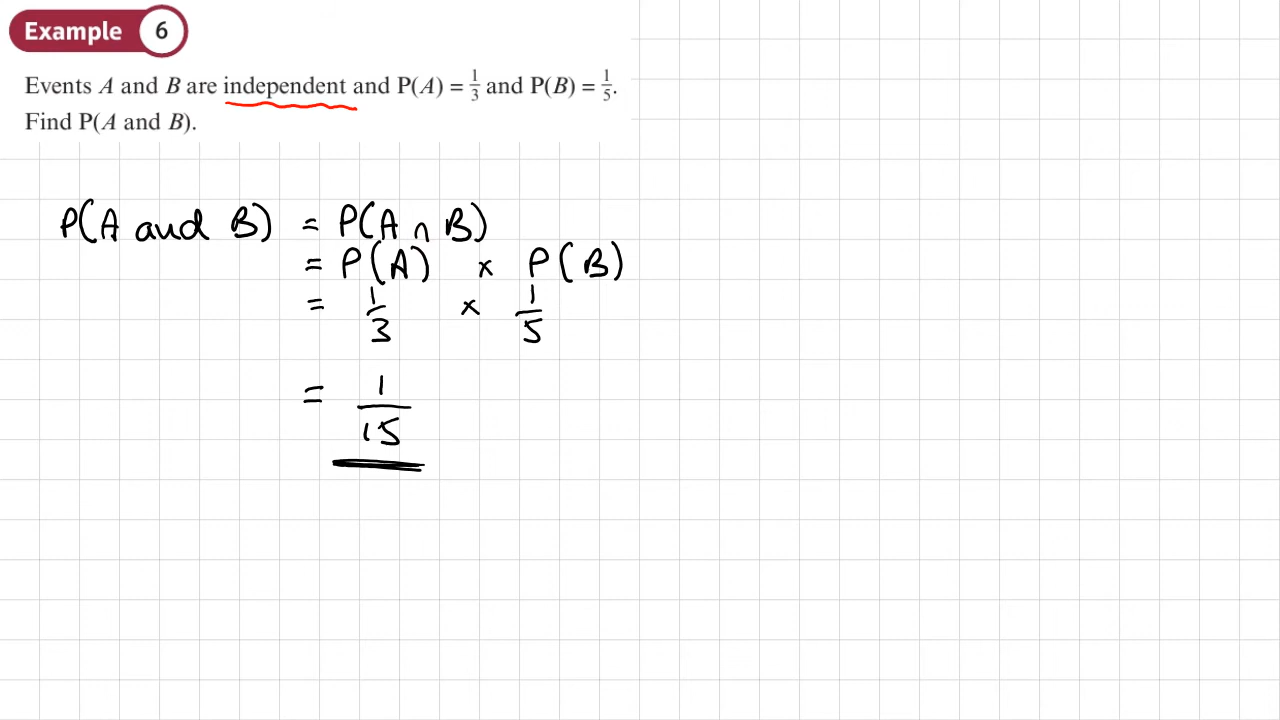 Example 6
Events A and B are independent and P(A) = 1/3 and P(B) = 1/5.
Find P(A and B).
P(A and B) = P(A ∩ B)
= P(A) × P(B)
= 1/3 × 1/5
= 1/15